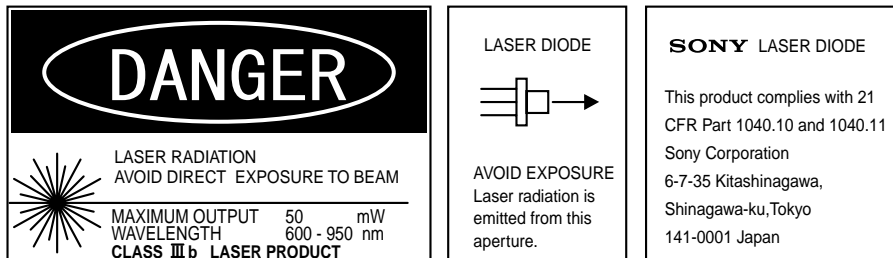 DANGER
LASER RADIATION
AVOID DIRECT EXPOSURE TO BEAM
MAXIMUM OUTPUT 50 mW
WAVELENGTH 600 - 950 nm
CLASS Ⅲ b LASER PRODUCT
LASER DIODE
AVOID EXPOSURE
Laser radiation is
emitted from this
aperture.
SONY LASER DIODE
This product complies with 21
CFR Part 1040.10 and 1040.11
Sony Corporation
6-7-35 Kitashinagawa,
Shinagawa-ku,Tokyo
141-0001 Japan